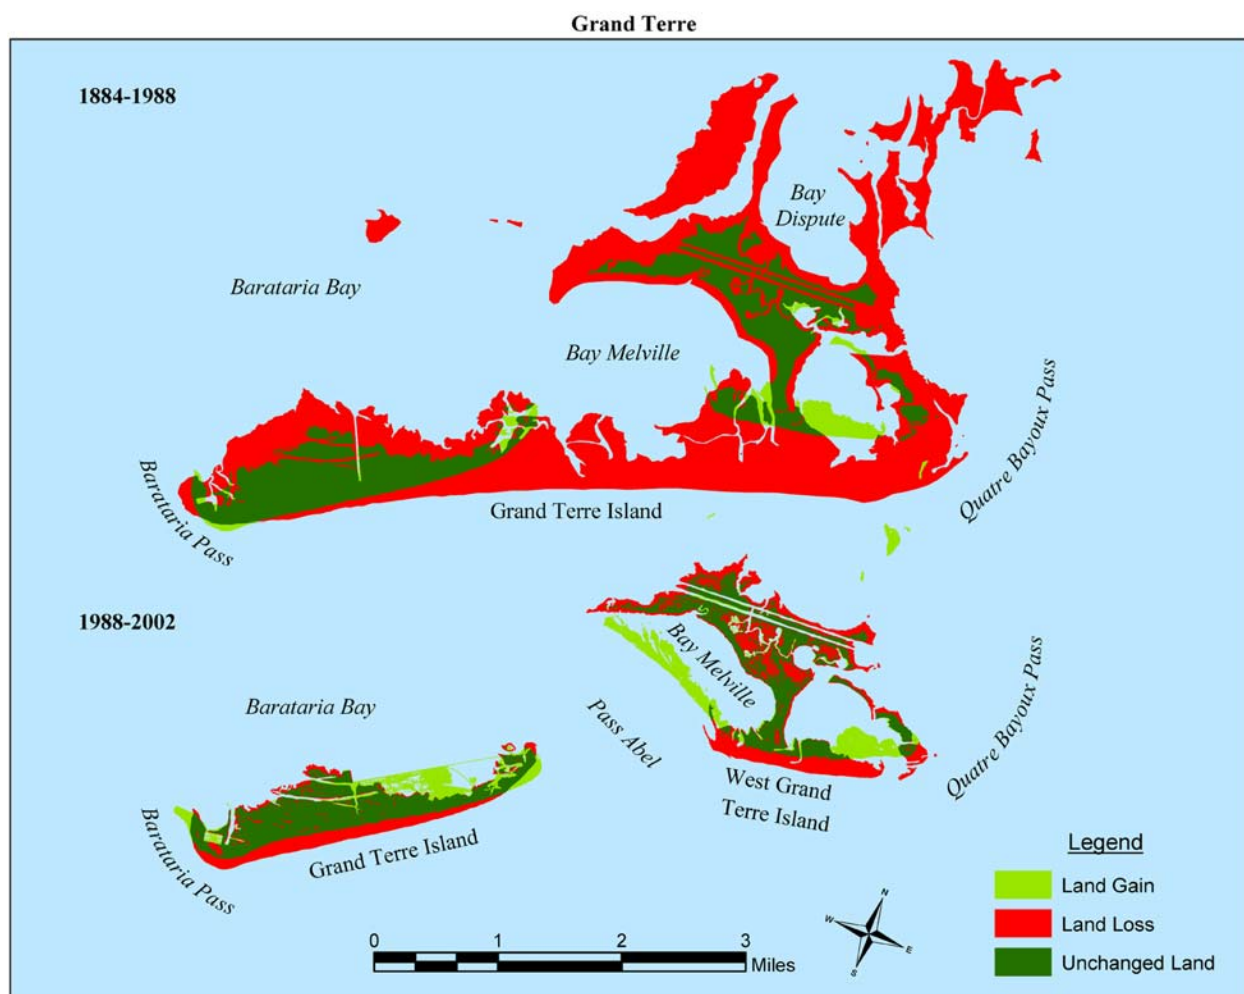 Grand Terre
1884-1988
Bay
Dispute
Barataria Bay
Bay Melville
Barataria Pass
Grand Terre Island
Quatre Bayoux Pass
1988-2002
Bay Melville
Barataria Bay
Pass Abel
Quatre Bayoux Pass
West Grand
Terre Island
Barataria Pass
Grand Terre Island
Legend
Land Gain
Land Loss
Unchanged Land
0 1 2 3
Miles
N
W
E
S